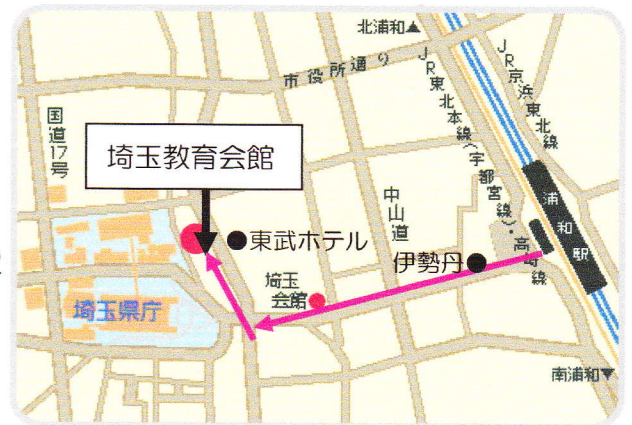 北浦和▲
市役所通り
JR東北本線(宇都宮線)・高崎線
JR京浜東北線
国道17号
埼玉教育会館
中山道
浦和駅
●東武ホテル
伊勢丹●
埼玉
会館
埼玉県庁
南浦和▼